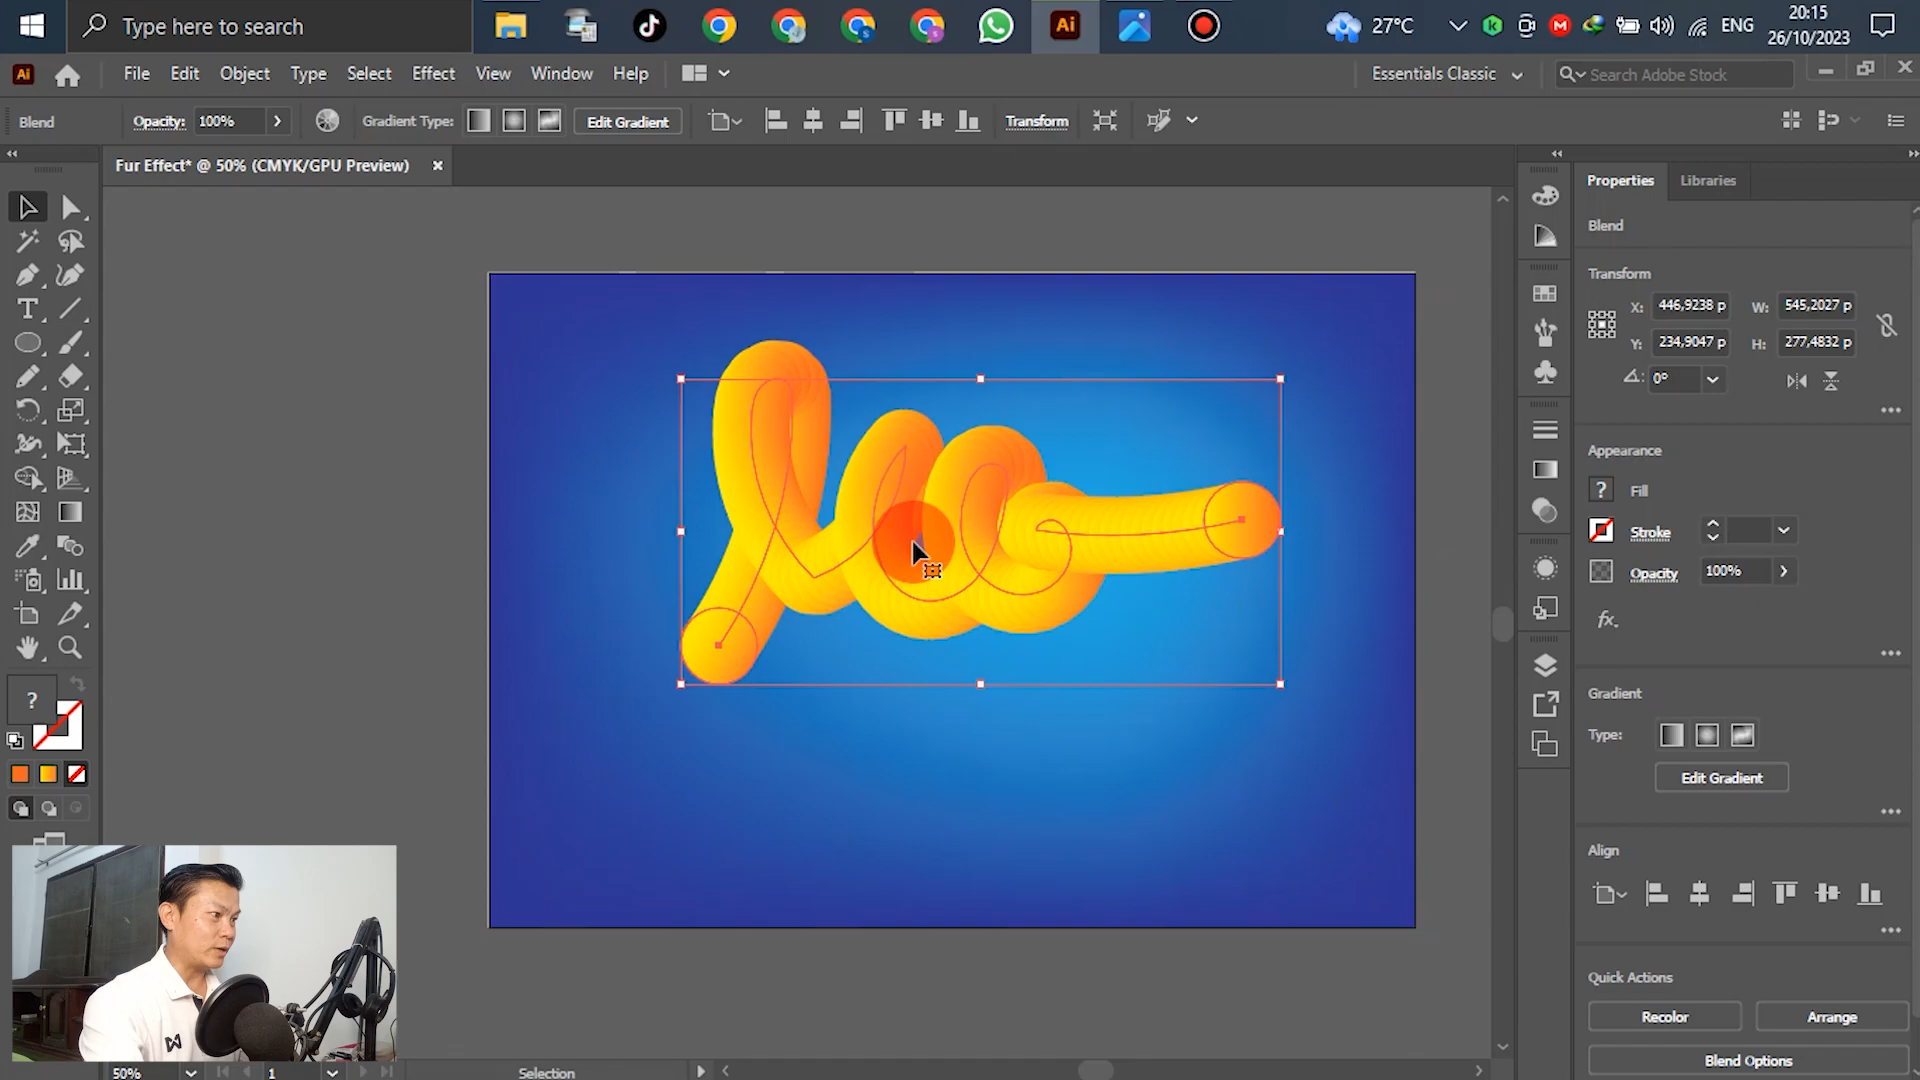 Type here to search
27°C
ENG
20:15
26/10/2023
File Edit Object Type Select Effect View Window Help
Essentials Classic
Search Adobe Stock
Blend
Opacity: 100%
Gradient Type:
Edit Gradient
Transform
Fur Effect* @ 50% (CMYK/GPU Preview)
Properties
Libraries
Blend
Transform
X: 446,9238 p W: 545,2027 p
Y: 234,9047 p H: 277,4832 p
0°
Appearance
? Fill
Stroke
Opacity 100%
fx.
Gradient
Type:
Edit Gradient
Align
Quick Actions
Recolor
Arrange
Blend Options
50%
1
Selection